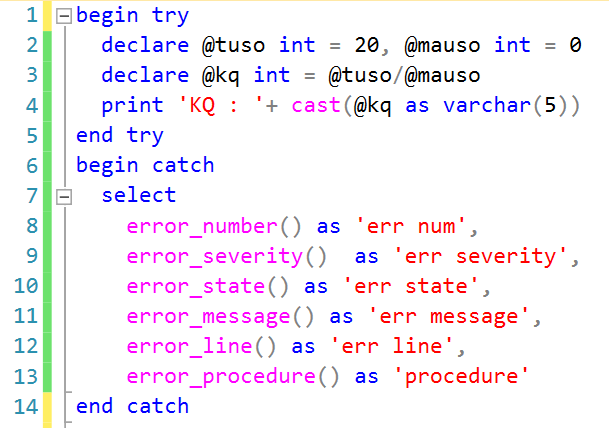 1 begin try
2 declare @tuso int = 20, @mauso int = 0
3 declare @kq int = @tuso/@mauso
4 print 'KQ : '+ cast(@kq as varchar(5))
5 end try
6 begin catch
7 select
8 error_number() as 'err num',
9 error_severity()  as 'err severity',
10 error_state() as 'err state',
11 error_message() as 'err message',
12 error_line() as 'err line',
13 error_procedure() as 'procedure'
14 end catch